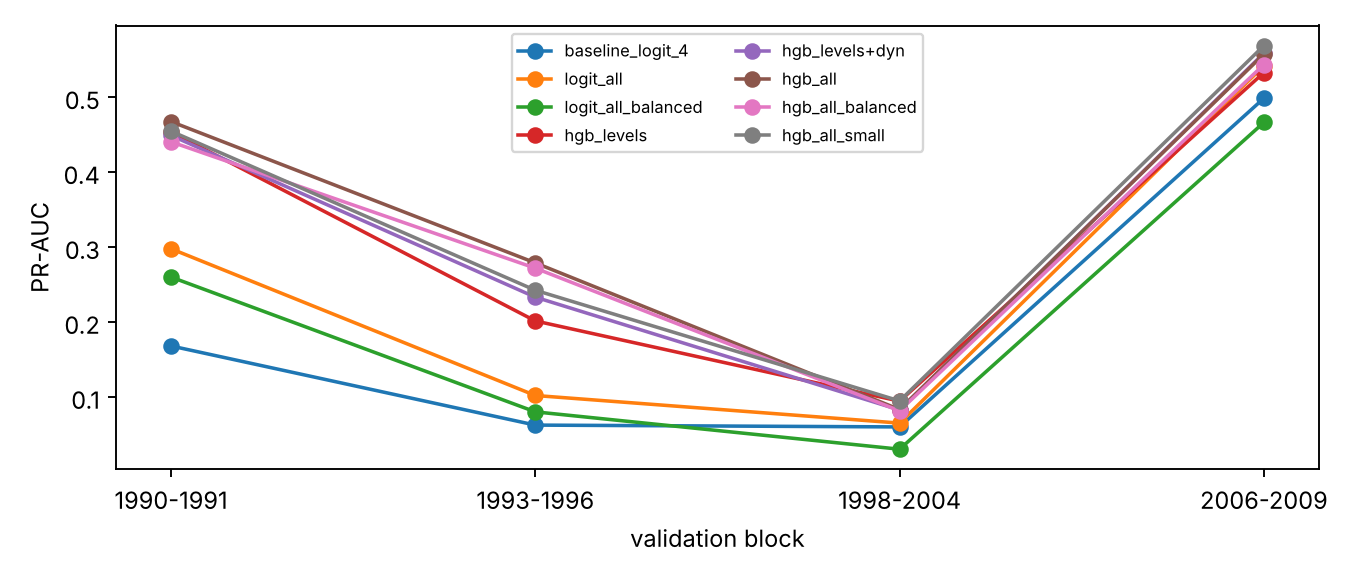 baseline_logit_4
logit_all
logit_all_balanced
hgb_levels
hgb_levels+dyn
hgb_all
hgb_all_balanced
hgb_all_small
PR-AUC
0.5
0.4
0.3
0.2
0.1
1990-1991
1993-1996
1998-2004
2006-2009
validation block